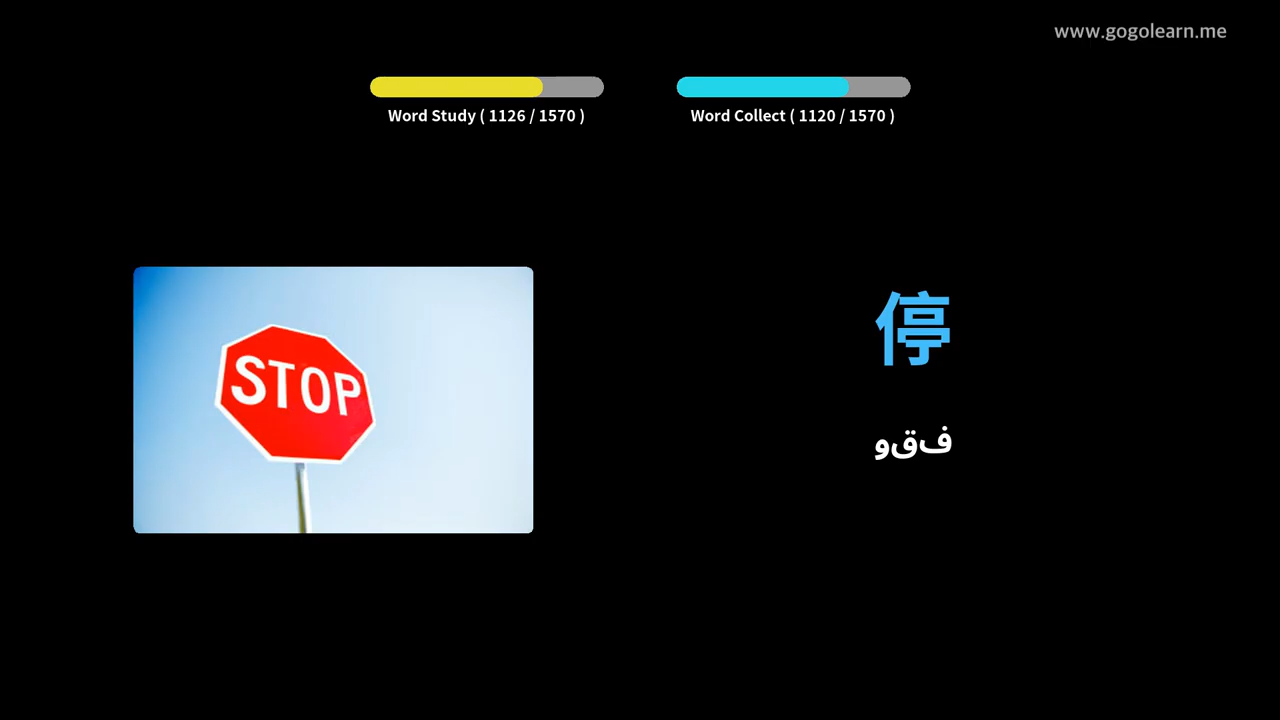 www.gogolearn.me
Word Study ( 1126 / 1570 )
Word Collect ( 1120 / 1570 )
STOP
停
فقو